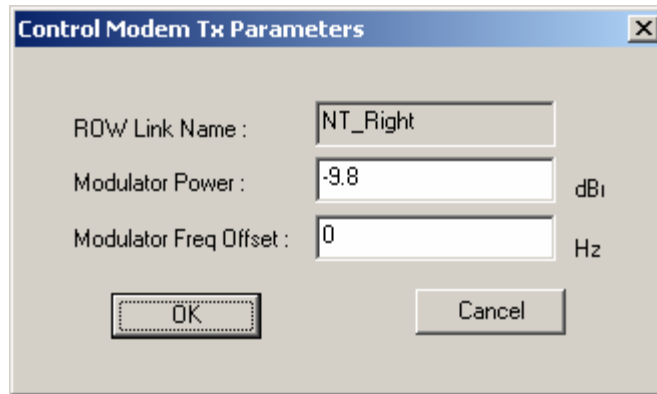 Control Modem Tx Parameters
ROW Link Name : NT_Right
Modulator Power : -9.8 dBı
Modulator Freq Offset : 0 Hz
OK Cancel